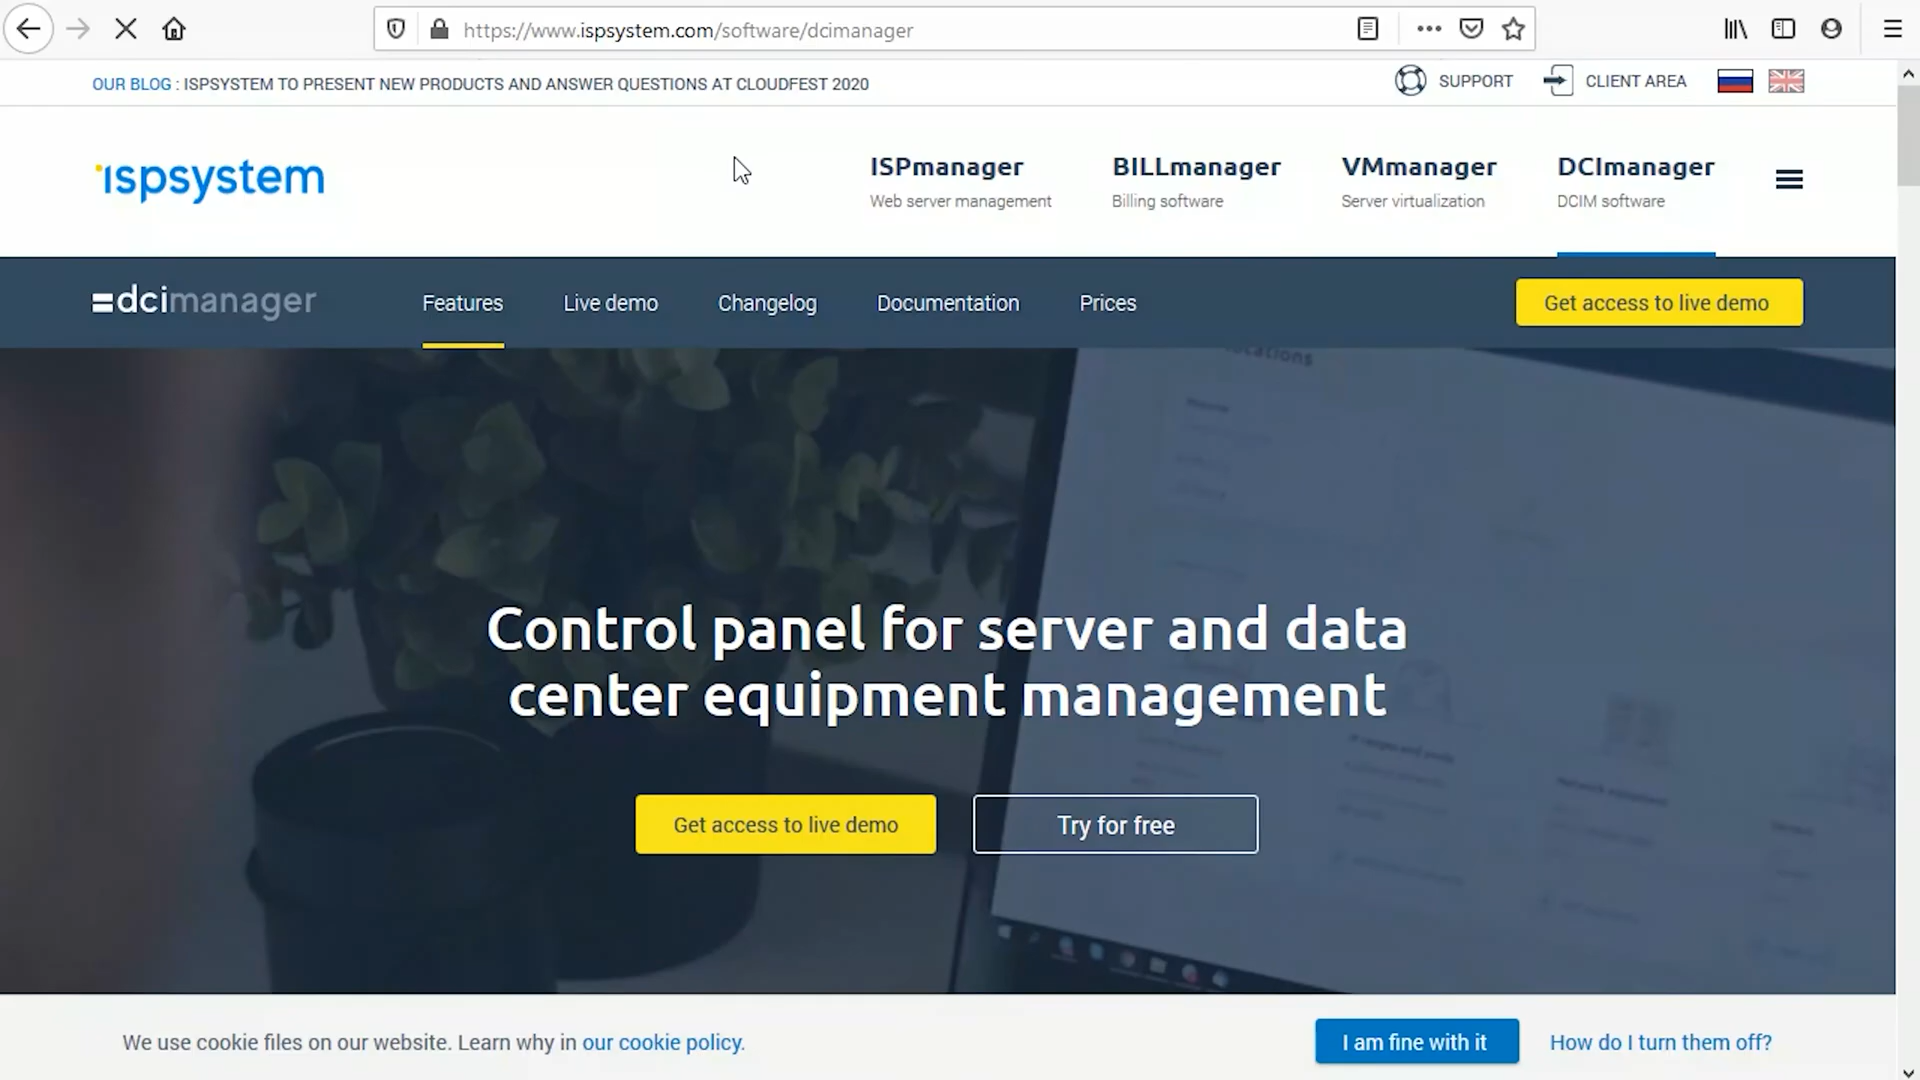 https://www.ispsystem.com/software/dcimanager
OUR BLOG : ISPSYSTEM TO PRESENT NEW PRODUCTS AND ANSWER QUESTIONS AT CLOUDFEST 2020
SUPPORT
CLIENT AREA
ispsystem
ISPmanager
Web server management
BILLmanager
Billing software
VMmanager
Server virtualization
DCImanager
DCIM software
dcimanager
Features
Live demo
Changelog
Documentation
Prices
Get access to live demo
Control panel for server and data
center equipment management
Get access to live demo
Try for free
We use cookie files on our website. Learn why in our cookie policy.
I am fine with it
How do I turn them off?